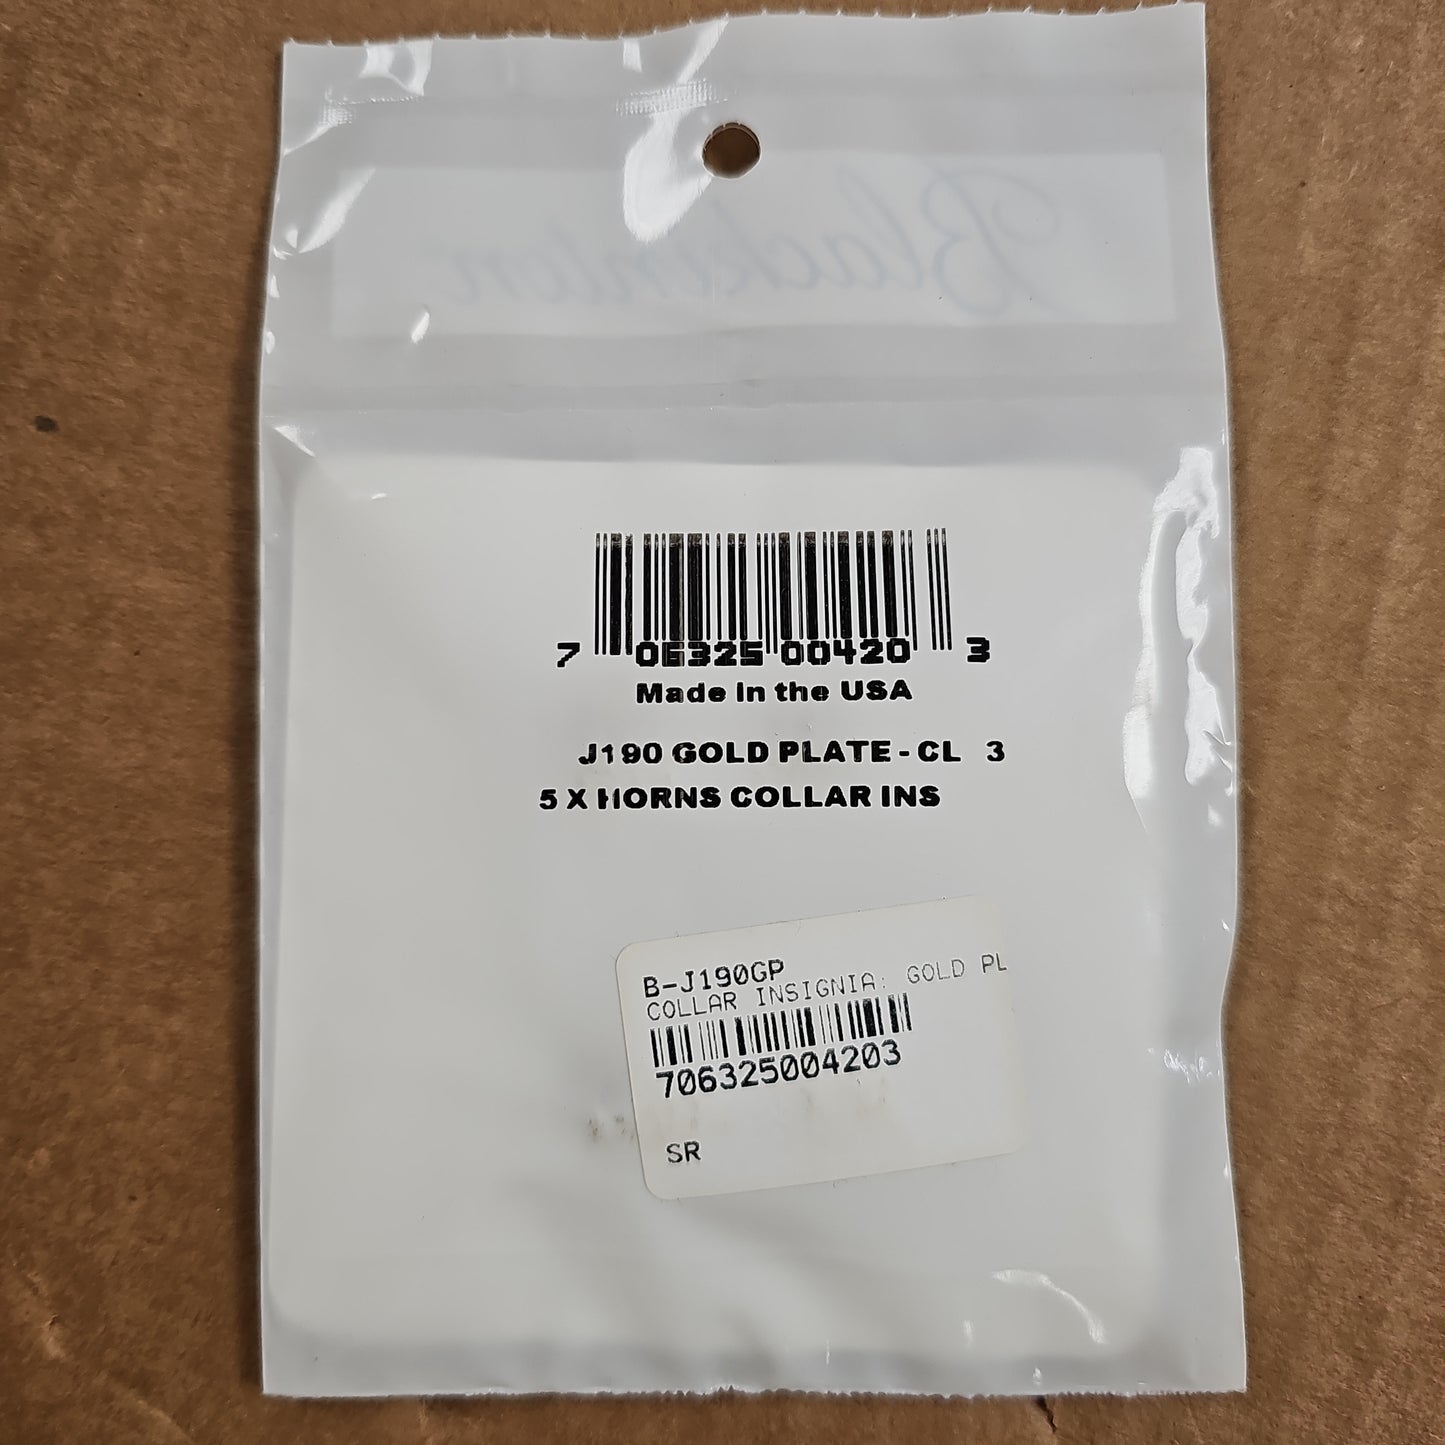 Blackinton
7 06325 00420 3
Made in the USA
J190 GOLD PLATE - CL 3
5 X HORNS COLLAR INS
B-J190GP
COLLAR INSIGNIA: GOLD PL
706325004203
SR